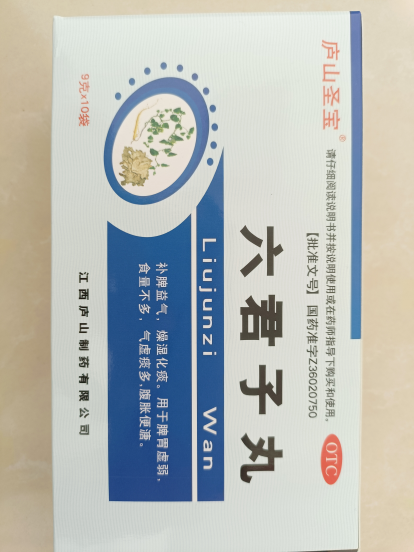 庐山圣宝®
请仔细阅读说明书并按说明使用或在药师指导下购买和使用。
【批准文号】 国药准字Z36020750
OTC
六君子丸
Liujunzi Wan
补脾益气，燥湿化痰。用于脾胃虚弱，
食量不多，气虚痰多，腹胀便溏。
9克x10袋
江西庐山制药有限公司